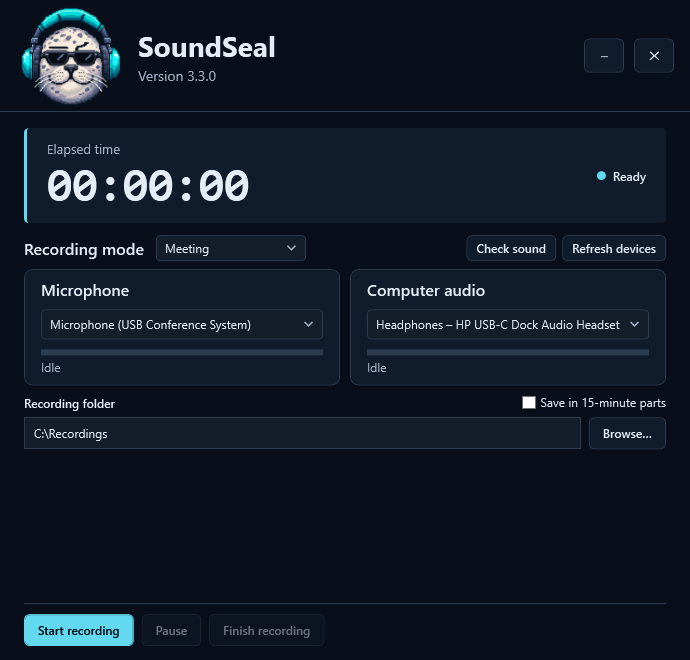 SoundSeal
Version 3.3.0
Elapsed time
00:00:00
Ready
Recording mode
Meeting
Check sound
Refresh devices
Microphone
Microphone (USB Conference System)
Idle
Computer audio
Headphones – HP USB-C Dock Audio Headset
Idle
Recording folder
Save in 15-minute parts
C:\Recordings
Browse...
Start recording
Pause
Finish recording